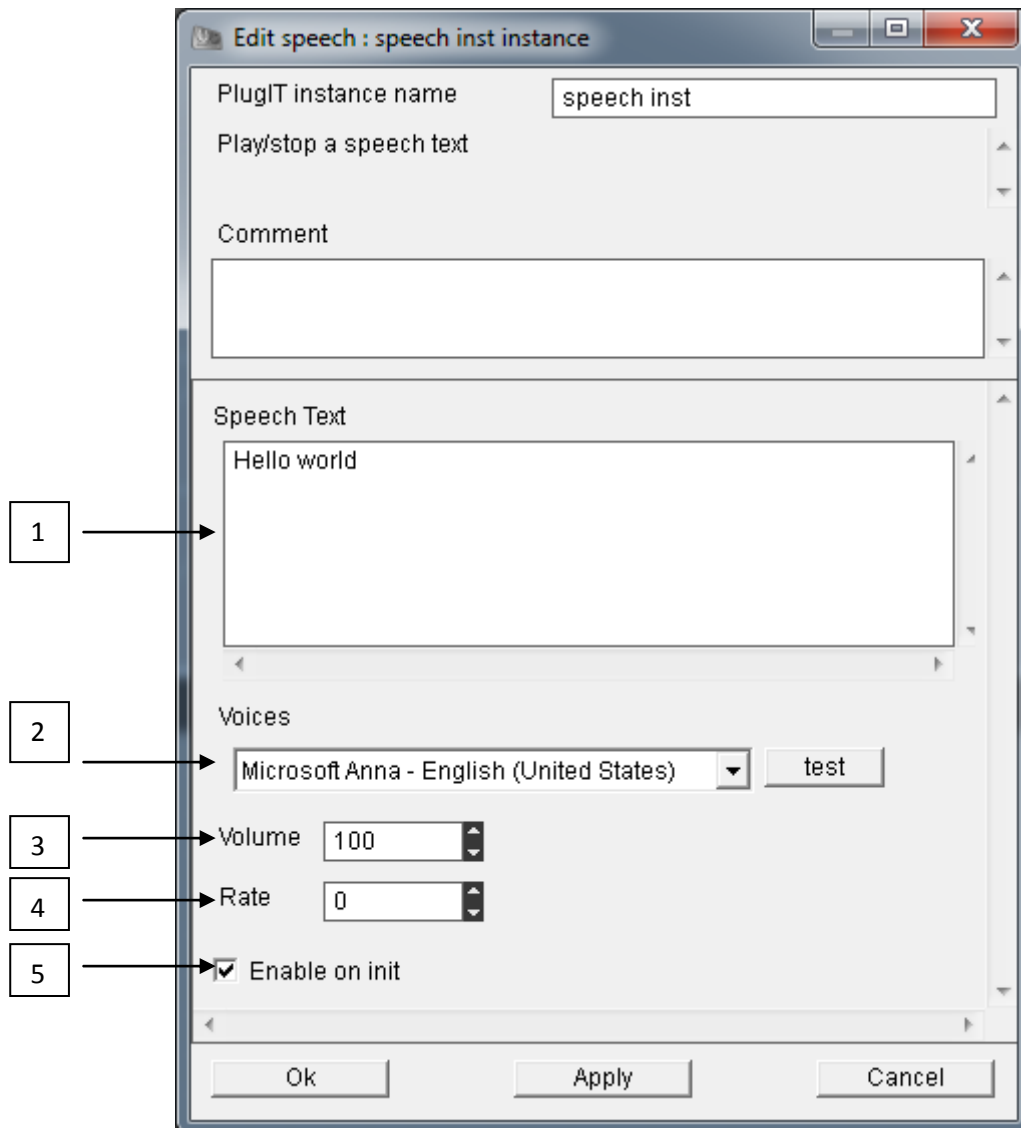 Edit speech : speech inst instance
PlugIT instance name speech inst
Play/stop a speech text
Comment
Speech Text
Hello world
1
Voices
2
Microsoft Anna - English (United States) test
3 Volume 100
4 Rate 0
5 Enable on init
Ok Apply Cancel